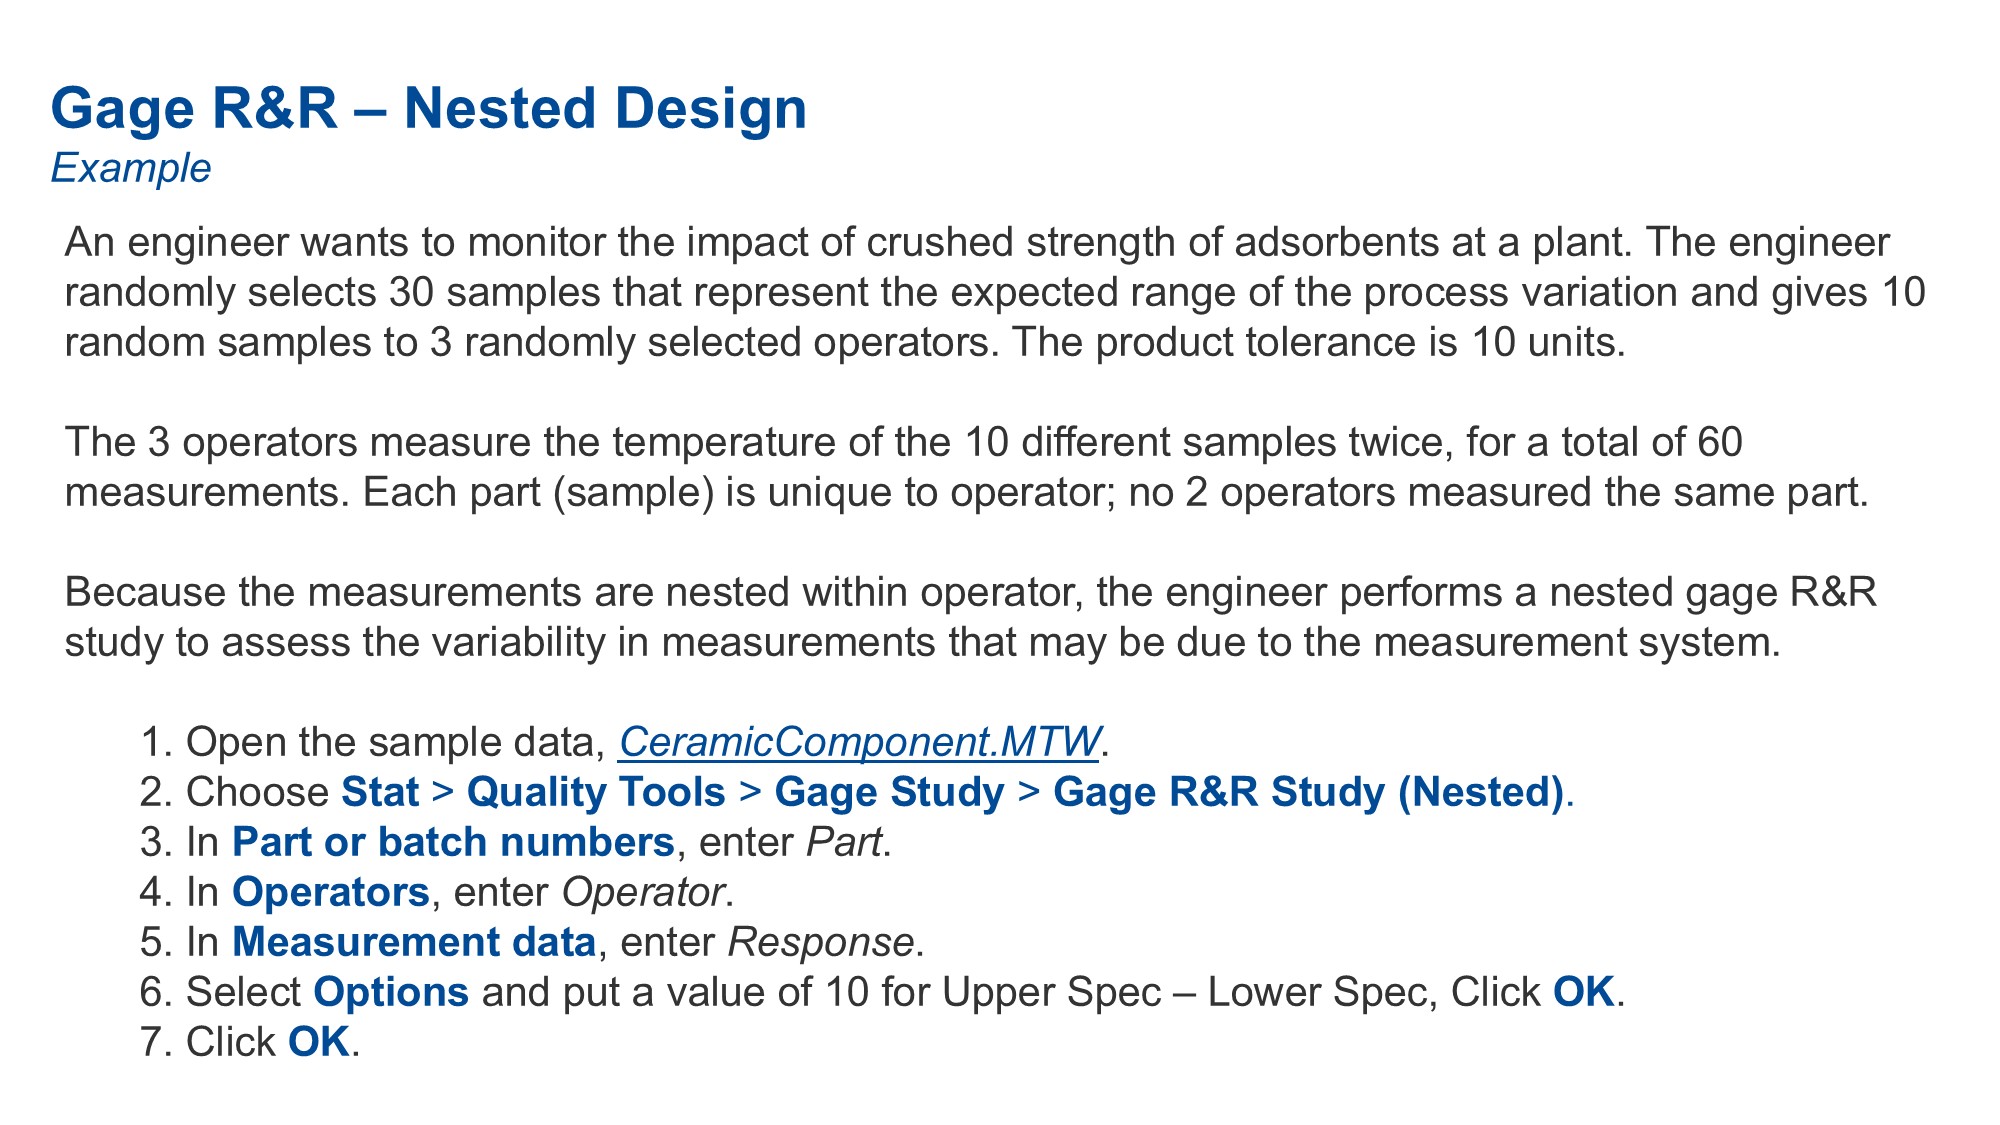 Gage R&R – Nested Design
Example
An engineer wants to monitor the impact of crushed strength of adsorbents at a plant. The engineer
randomly selects 30 samples that represent the expected range of the process variation and gives 10
random samples to 3 randomly selected operators. The product tolerance is 10 units.
The 3 operators measure the temperature of the 10 different samples twice, for a total of 60
measurements. Each part (sample) is unique to operator; no 2 operators measured the same part.
Because the measurements are nested within operator, the engineer performs a nested gage R&R
study to assess the variability in measurements that may be due to the measurement system.
1. Open the sample data, CeramicComponent.MTW.
2. Choose Stat > Quality Tools > Gage Study > Gage R&R Study (Nested).
3. In Part or batch numbers, enter Part.
4. In Operators, enter Operator.
5. In Measurement data, enter Response.
6. Select Options and put a value of 10 for Upper Spec – Lower Spec, Click OK.
7. Click OK.